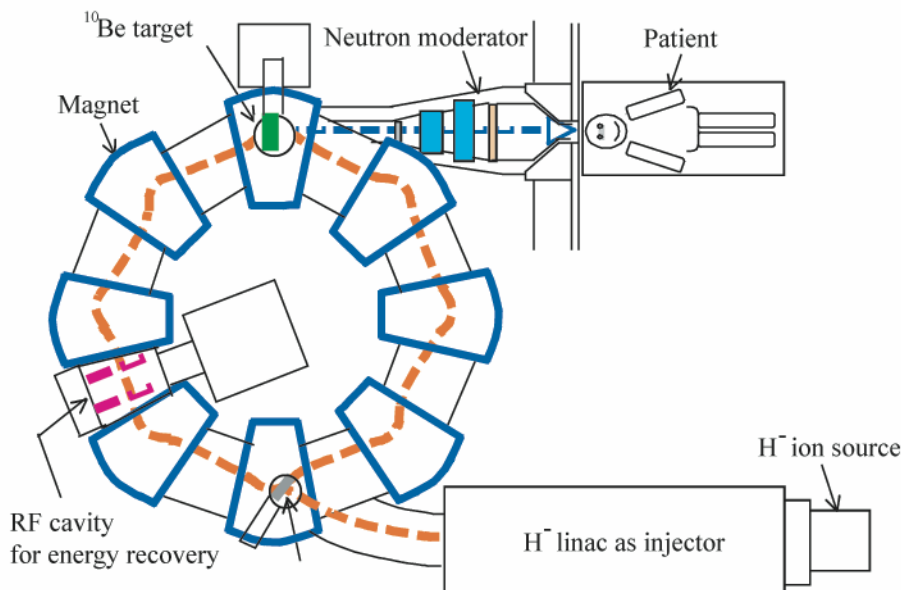 ¹⁰Be target
Neutron moderator
Patient
Magnet
H⁻ ion source
RF cavity
for energy recovery
H⁻ linac as injector